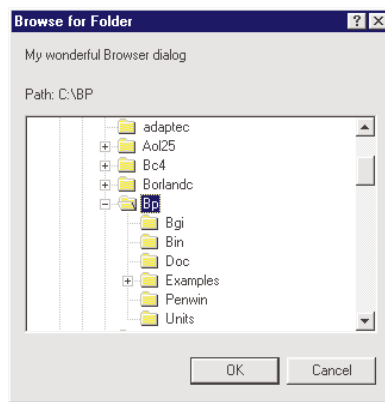 Browse for Folder
My wonderful Browser dialog
Path: C:\BP
adaptec
Aol25
Bc4
Borlandc
Bp
Bgi
Bin
Doc
Examples
Penwin
Units
OK Cancel